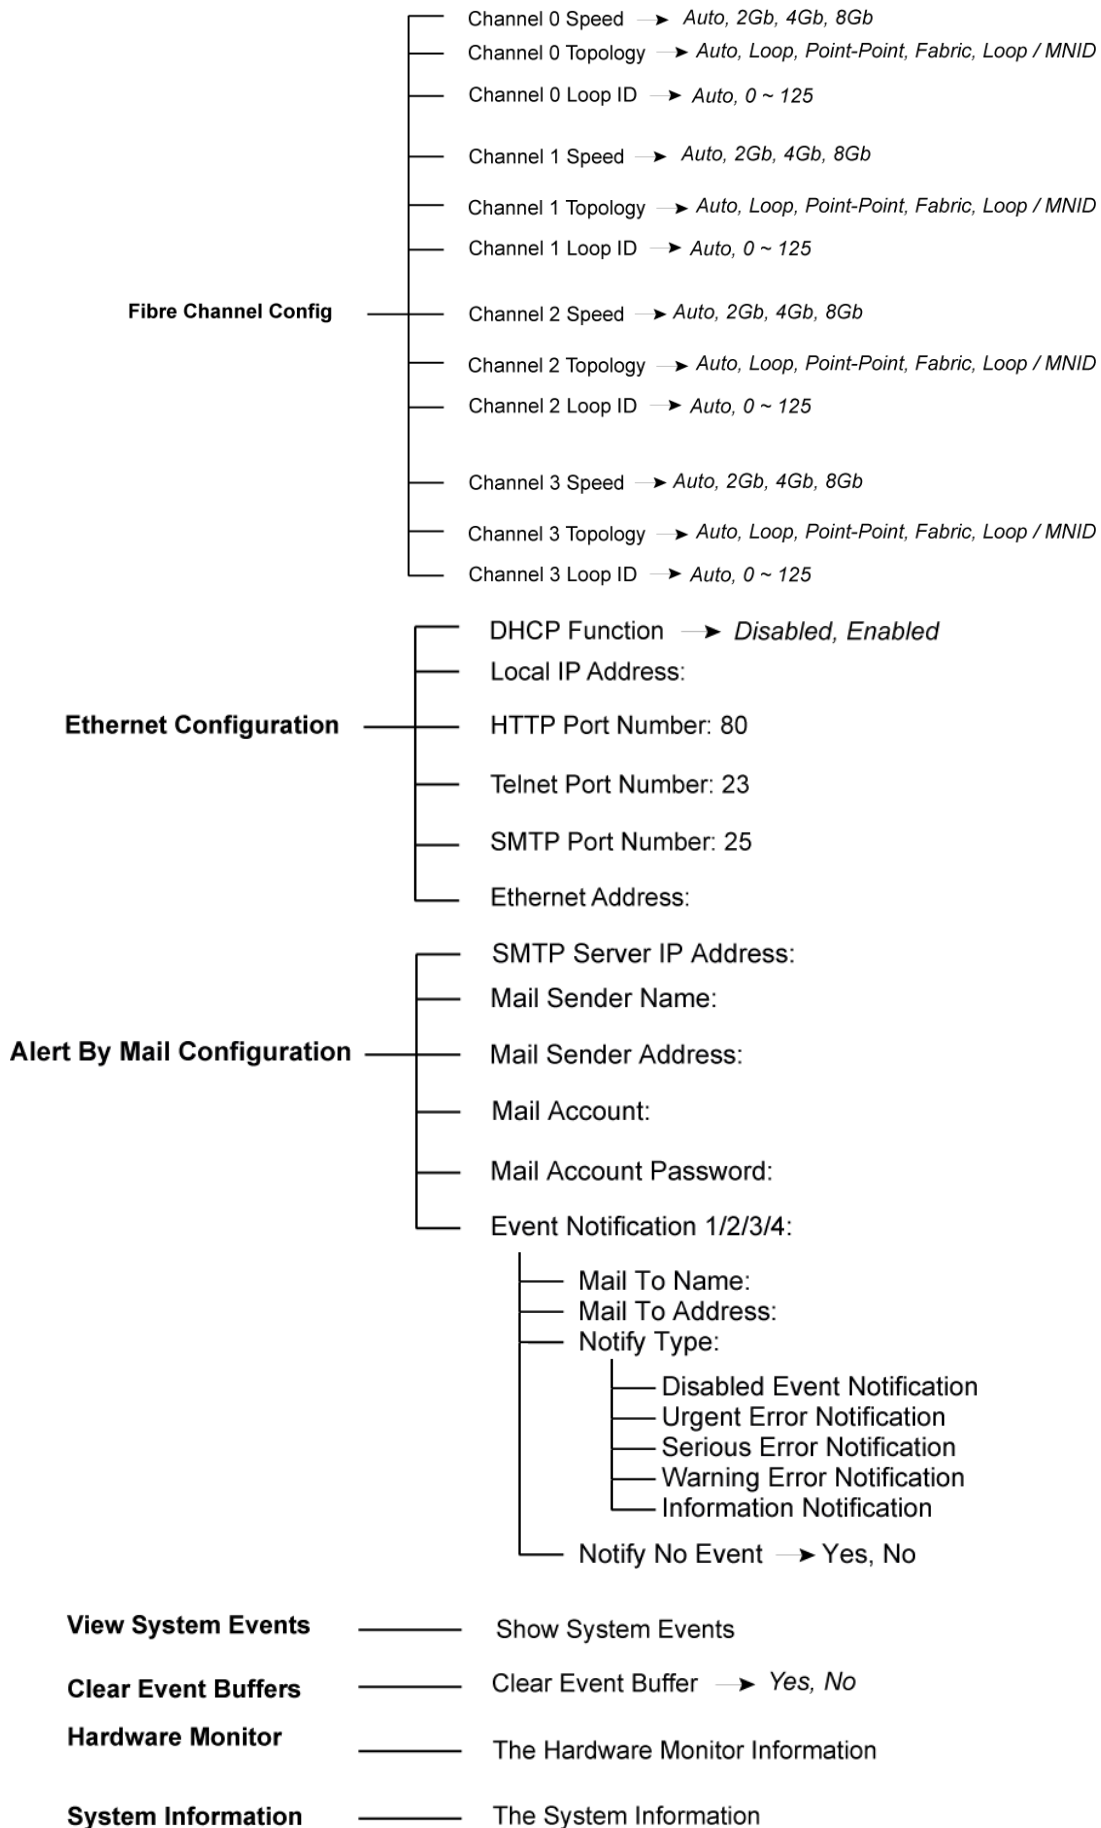 Channel 0 Speed Auto, 2Gb, 4Gb, 8Gb
Channel 0 Topology Auto, Loop, Point-Point, Fabric, Loop / MNID
Channel 0 Loop ID Auto, 0 ~ 125
Channel 1 Speed Auto, 2Gb, 4Gb, 8Gb
Channel 1 Topology Auto, Loop, Point-Point, Fabric, Loop / MNID
Channel 1 Loop ID Auto, 0 ~ 125
Fibre Channel Config Channel 2 Speed Auto, 2Gb, 4Gb, 8Gb
Channel 2 Topology Auto, Loop, Point-Point, Fabric, Loop / MNID
Channel 2 Loop ID Auto, 0 ~ 125
Channel 3 Speed Auto, 2Gb, 4Gb, 8Gb
Channel 3 Topology Auto, Loop, Point-Point, Fabric, Loop / MNID
Channel 3 Loop ID Auto, 0 ~ 125
DHCP Function Disabled, Enabled
Local IP Address:
Ethernet Configuration HTTP Port Number: 80
Telnet Port Number: 23
SMTP Port Number: 25
Ethernet Address:
SMTP Server IP Address:
Mail Sender Name:
Alert By Mail Configuration Mail Sender Address:
Mail Account:
Mail Account Password:
Event Notification 1/2/3/4:
Mail To Name:
Mail To Address:
Notify Type:
Disabled Event Notification
Urgent Error Notification
Serious Error Notification
Warning Error Notification
Information Notification
Notify No Event Yes, No
View System Events Show System Events
Clear Event Buffers Clear Event Buffer Yes, No
Hardware Monitor The Hardware Monitor Information
System Information The System Information